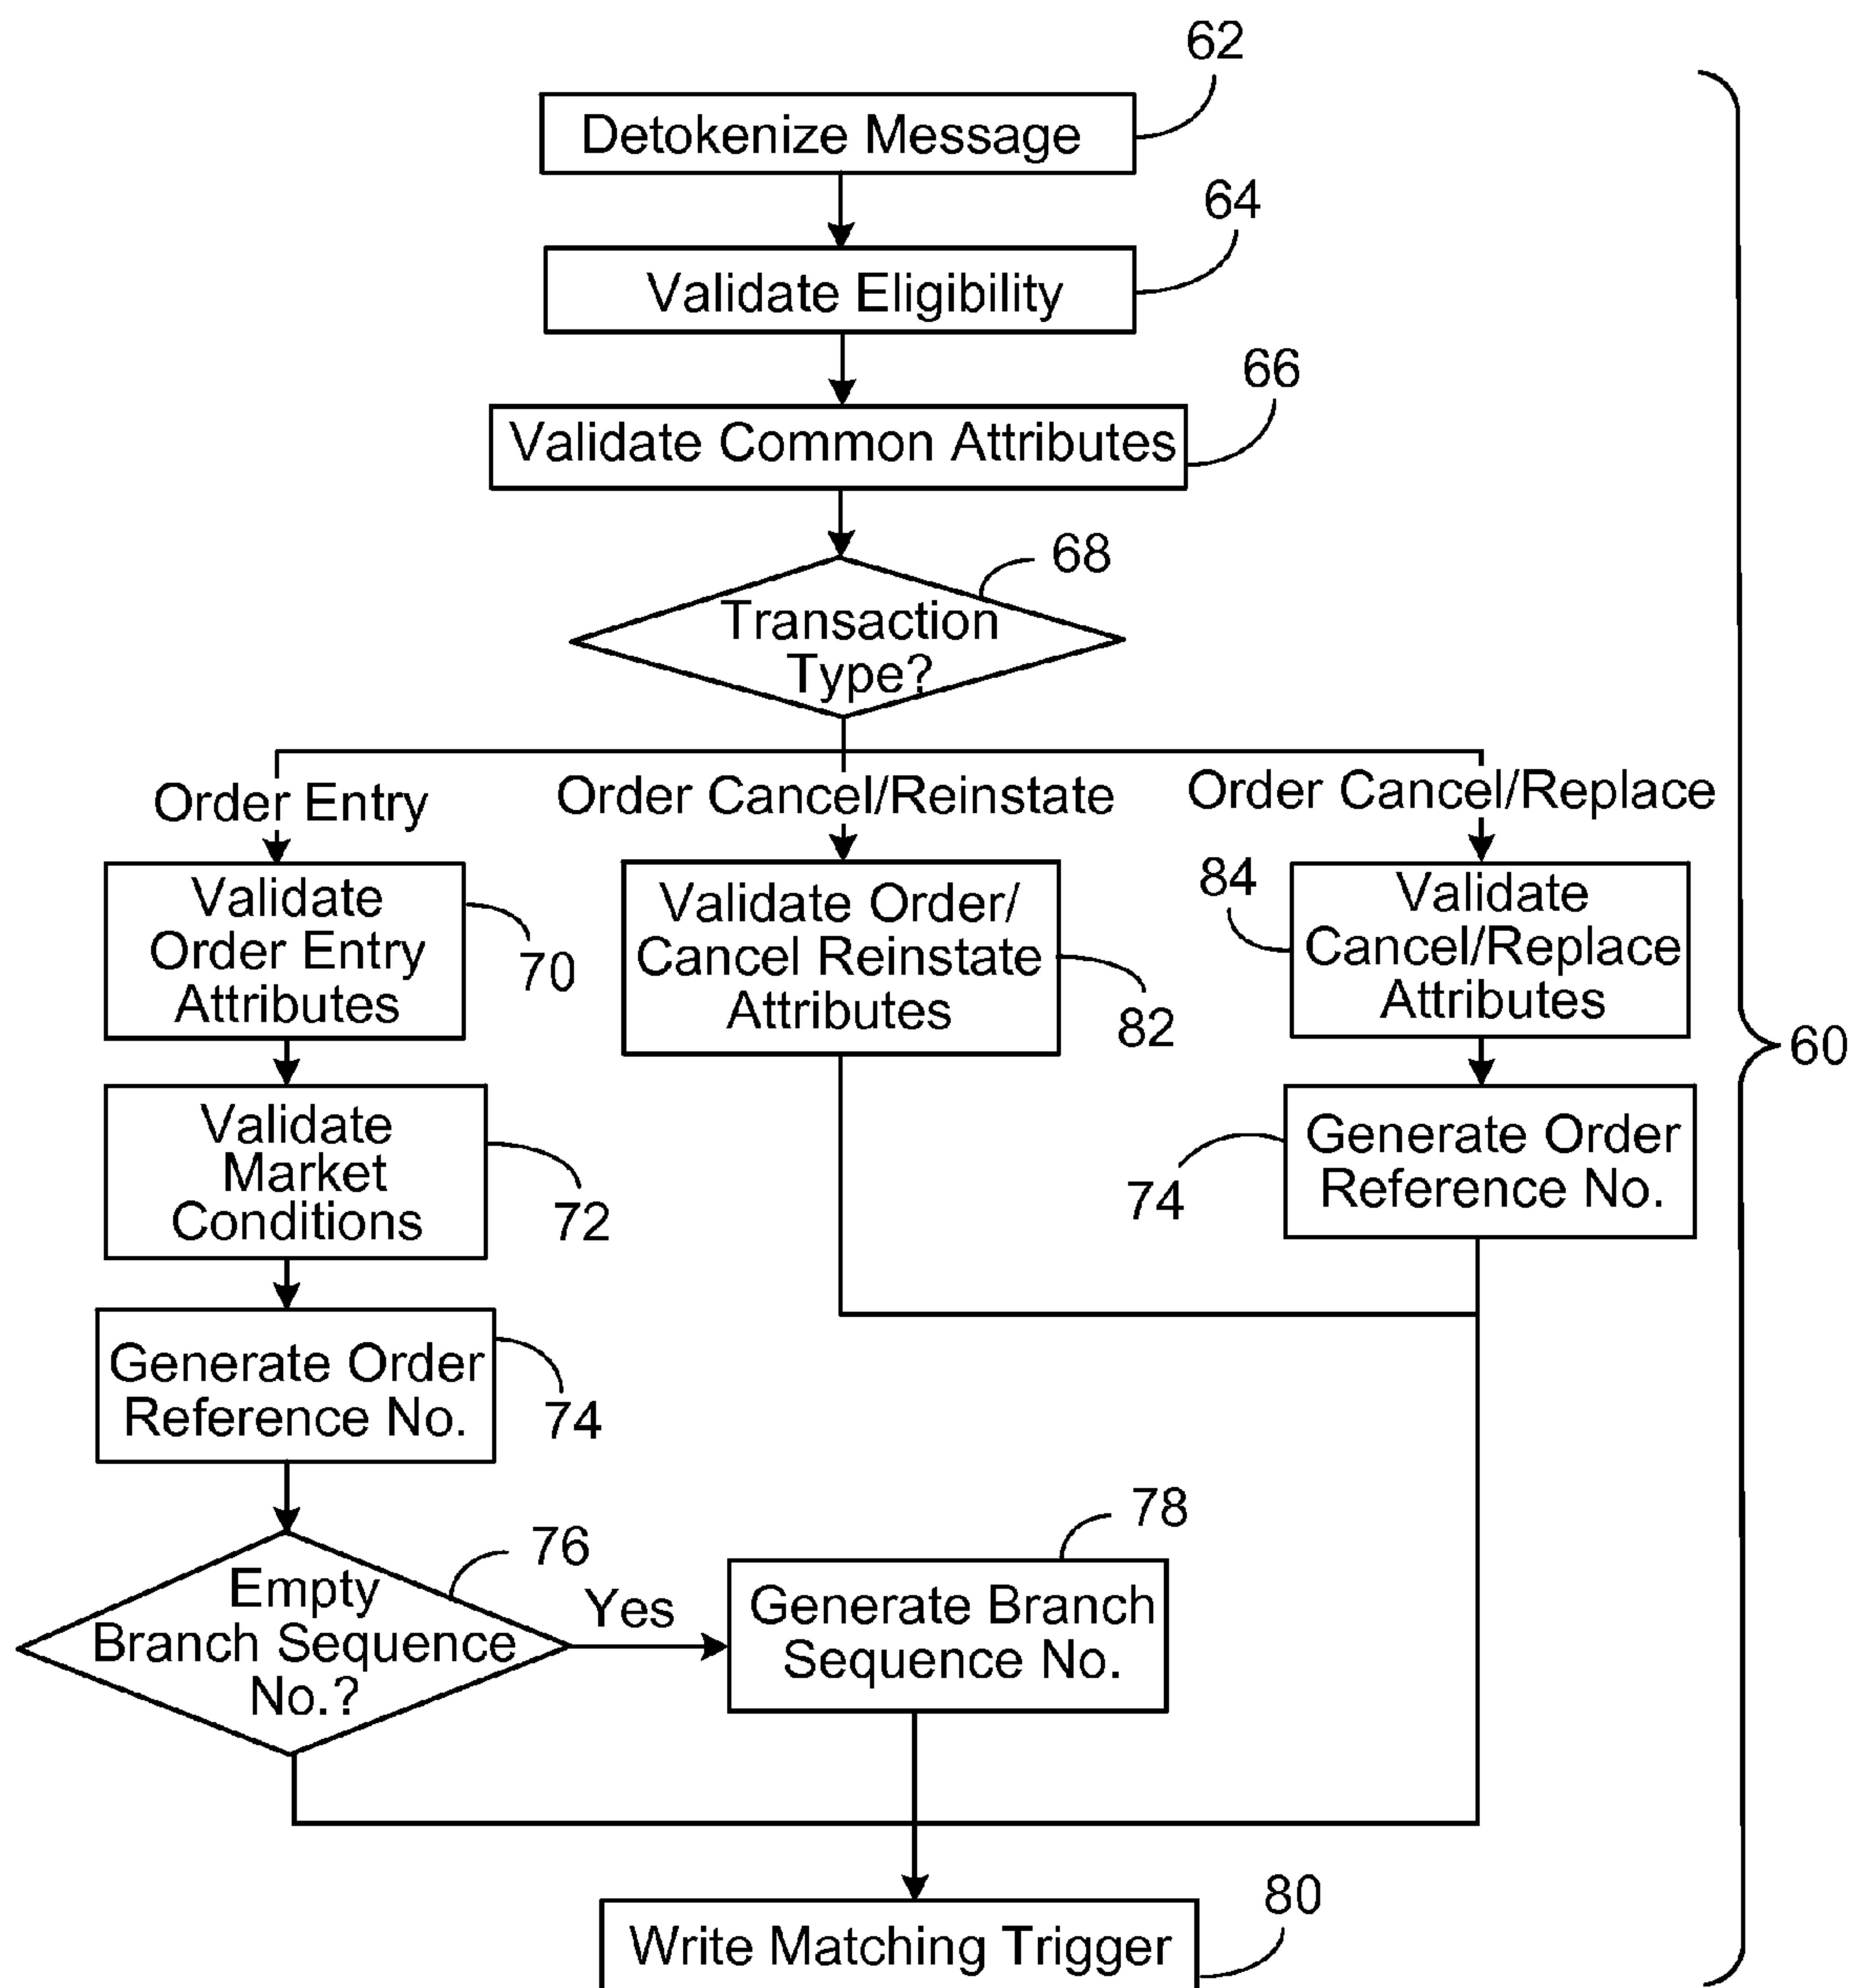 62
Detokenize Message
64
Validate Eligibility
66
Validate Common Attributes
68
Transaction
Type?
Order Entry
Order Cancel/Reinstate
Order Cancel/Replace
Validate
Order Entry
Attributes
70
Validate Order/
Cancel Reinstate
Attributes
82
84
Validate
Cancel/Replace
Attributes
60
Validate
Market
Conditions
72
74
Generate Order
Reference No.
Generate Order
Reference No.
74
76
Empty
Branch Sequence
No.?
Yes
78
Generate Branch
Sequence No.
80
Write Matching Trigger